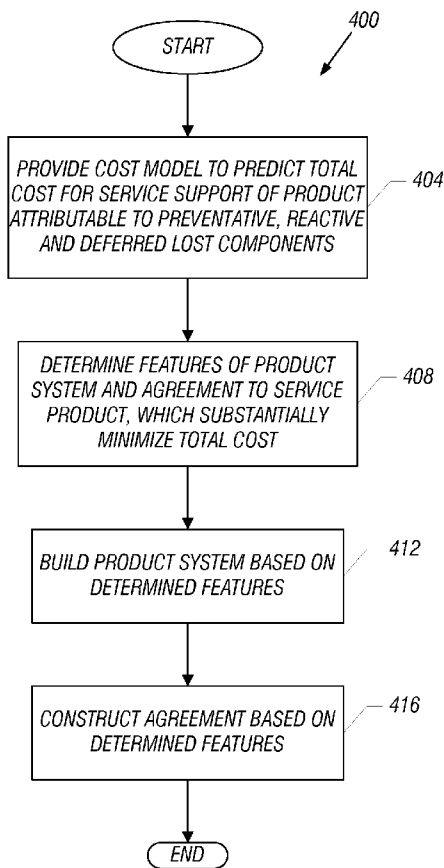 START
400
PROVIDE COST MODEL TO PREDICT TOTAL
COST FOR SERVICE SUPPORT OF PRODUCT
ATTRIBUTABLE TO PREVENTATIVE, REACTIVE
AND DEFERRED LOST COMPONENTS
404
DETERMINE FEATURES OF PRODUCT
SYSTEM AND AGREEMENT TO SERVICE
PRODUCT, WHICH SUBSTANTIALLY
MINIMIZE TOTAL COST
408
BUILD PRODUCT SYSTEM BASED ON
DETERMINED FEATURES
412
CONSTRUCT AGREEMENT BASED ON
DETERMINED FEATURES
416
END